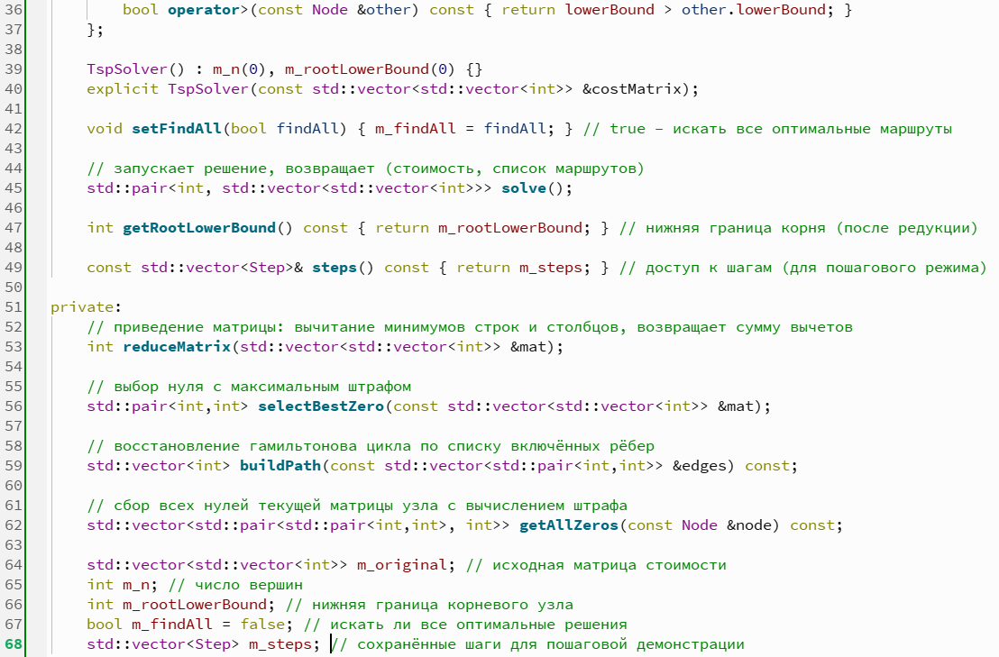 36 bool operator>(const Node &other) const { return lowerBound > other.lowerBound; }
37 };
38
39 TspSolver() : m_n(0), m_rootLowerBound(0) {}
40 explicit TspSolver(const std::vector<std::vector<int>> &costMatrix);
41
42 void setFindAll(bool findAll) { m_findAll = findAll; } // true – искать все оптимальные маршруты
43
44 // запускает решение, возвращает (стоимость, список маршрутов)
45 std::pair<int, std::vector<std::vector<int>>> solve();
46
47 int getRootLowerBound() const { return m_rootLowerBound; } // нижняя граница корня (после редукции)
48
49 const std::vector<Step>& steps() const { return m_steps; } // доступ к шагам (для пошагового режима)
50
51 private:
52 // приведение матрицы: вычитание минимумов строк и столбцов, возвращает сумму вычетов
53 int reduceMatrix(std::vector<std::vector<int>> &mat);
54
55 // выбор нуля с максимальным штрафом
56 std::pair<int,int> selectBestZero(const std::vector<std::vector<int>> &mat);
57
58 // восстановление гамильтонова цикла по списку включённых рёбер
59 std::vector<int> buildPath(const std::vector<std::pair<int,int>> &edges) const;
60
61 // сбор всех нулей текущей матрицы узла с вычислением штрафа
62 std::vector<std::pair<std::pair<int,int>, int>> getAllZeros(const Node &node) const;
63
64 std::vector<std::vector<int>> m_original; // исходная матрица стоимости
65 int m_n; // число вершин
66 int m_rootLowerBound; // нижняя граница корневого узла
67 bool m_findAll = false; // искать ли все оптимальные решения
68 std::vector<Step> m_steps; // сохранённые шаги для пошаговой демонстрации